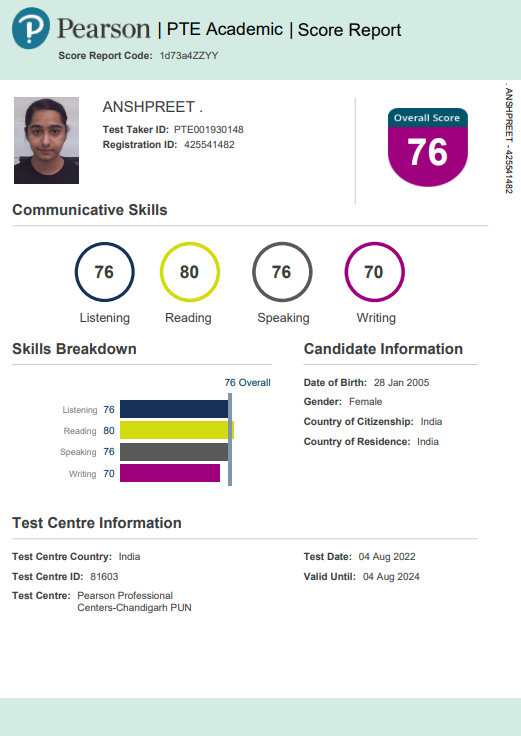 Pearson | PTE Academic | Score Report
Score Report Code: 1d73a4ZZYY
ANSHPREET .
Test Taker ID: PTE001930148
Registration ID: 425541482
Overall Score
76
. ANSHPREET - 425541482
Communicative Skills
76 80 76 70
Listening Reading Speaking Writing
Skills Breakdown
76 Overall
Listening 76
Reading 80
Speaking 76
Writing 70
Candidate Information
Date of Birth: 28 Jan 2005
Gender: Female
Country of Citizenship: India
Country of Residence: India
Test Centre Information
Test Centre Country: India
Test Centre ID: 81603
Test Centre: Pearson Professional
Centers-Chandigarh PUN
Test Date: 04 Aug 2022
Valid Until: 04 Aug 2024